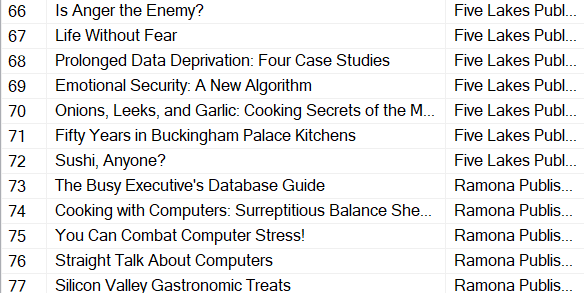 66 Is Anger the Enemy? Five Lakes Publ...
67 Life Without Fear Five Lakes Publ...
68 Prolonged Data Deprivation: Four Case Studies Five Lakes Publ...
69 Emotional Security: A New Algorithm Five Lakes Publ...
70 Onions, Leeks, and Garlic: Cooking Secrets of the M... Five Lakes Publ...
71 Fifty Years in Buckingham Palace Kitchens Five Lakes Publ...
72 Sushi, Anyone? Five Lakes Publ...
73 The Busy Executive's Database Guide Ramona Publis...
74 Cooking with Computers: Surreptitious Balance She... Ramona Publis...
75 You Can Combat Computer Stress! Ramona Publis...
76 Straight Talk About Computers Ramona Publis...
77 Silicon Valley Gastronomic Treats Ramona Publis...